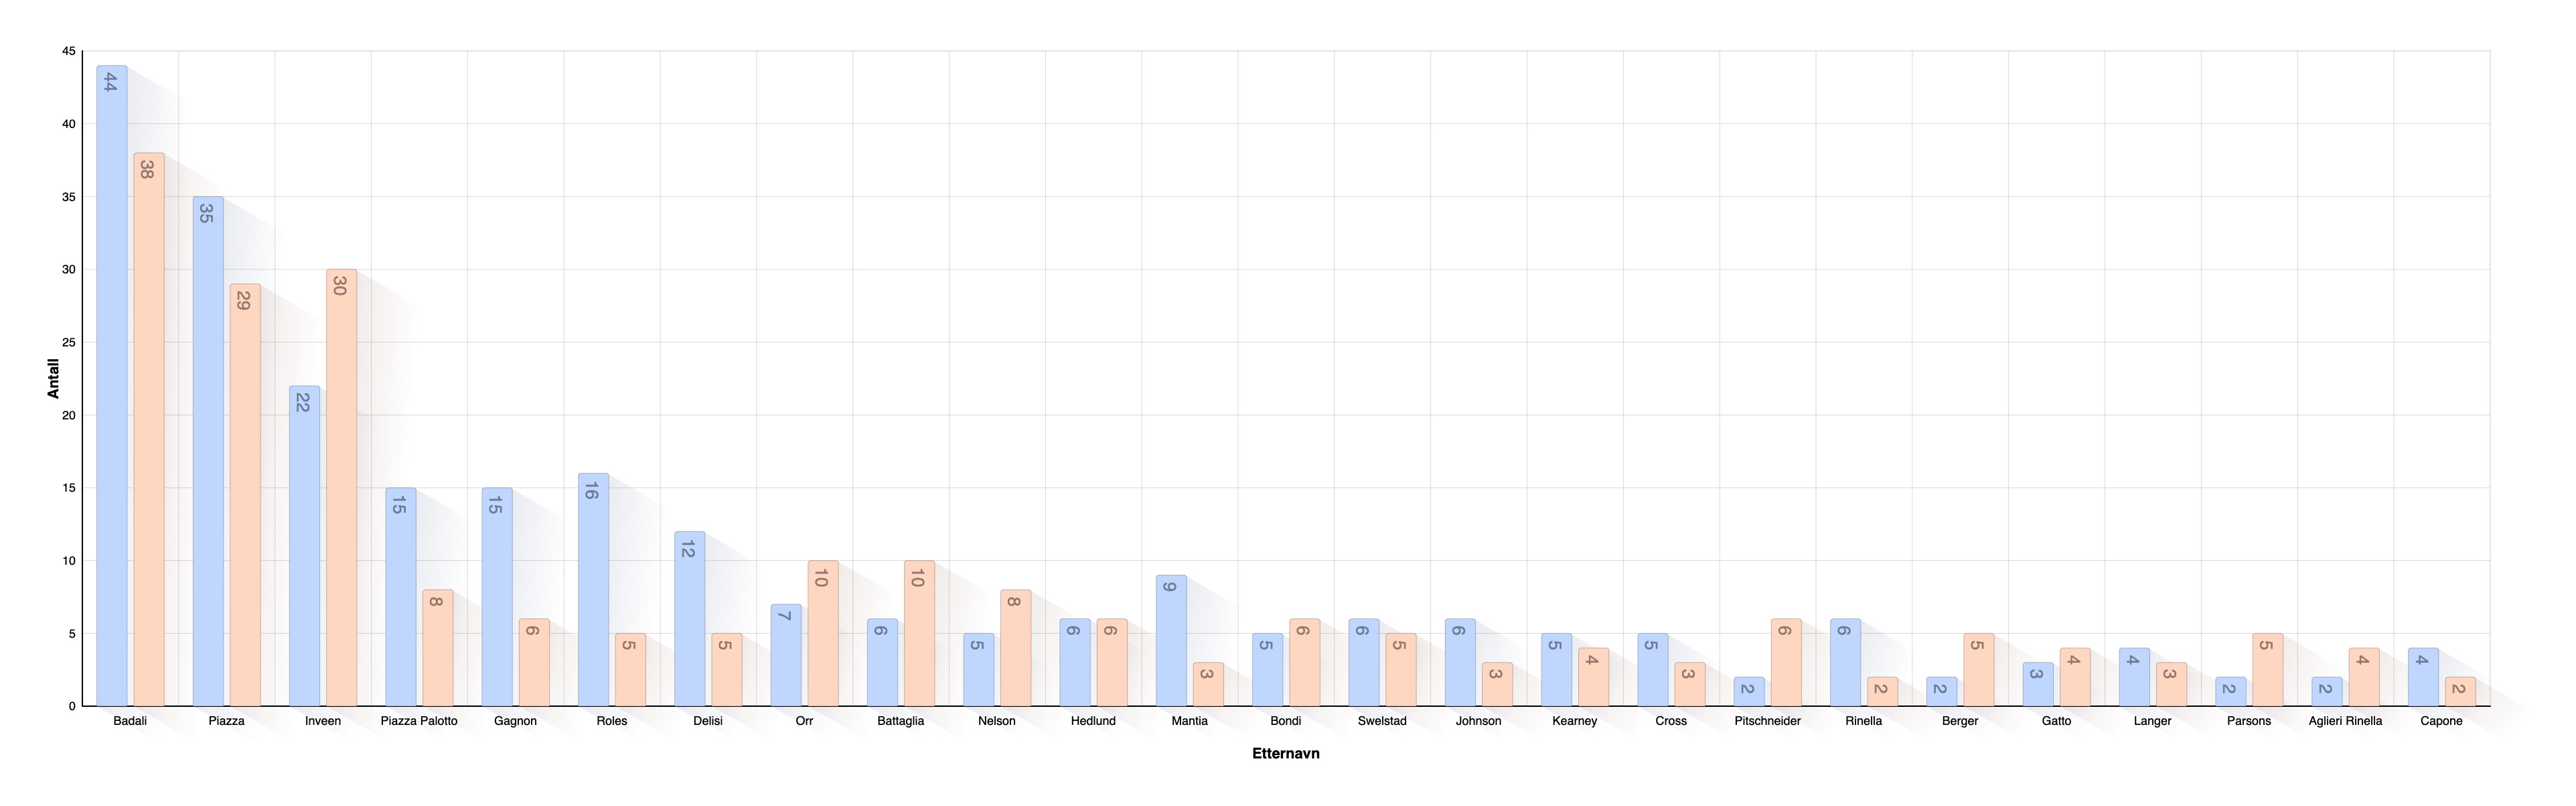 45
40
35
30
25
20
15
10
5
0
Antall
44 38 35 29 22 30 15 8 15 6 16 5 12 5 7 10 6 10 5 8 6 6 9 3 5 6 6 5 6 3 5 4 5 3 2 6 6 2 2 5 3 4 4 3 2 5 2 4 4 2
Badali Piazza Inveen Piazza Palotto Gagnon Roles Delisi Orr Battaglia Nelson Hedlund Mantia Bondi Swelstad Johnson Kearney Cross Pitschneider Rinella Berger Gatto Langer Parsons Aglieri Rinella Capone
Etternavn